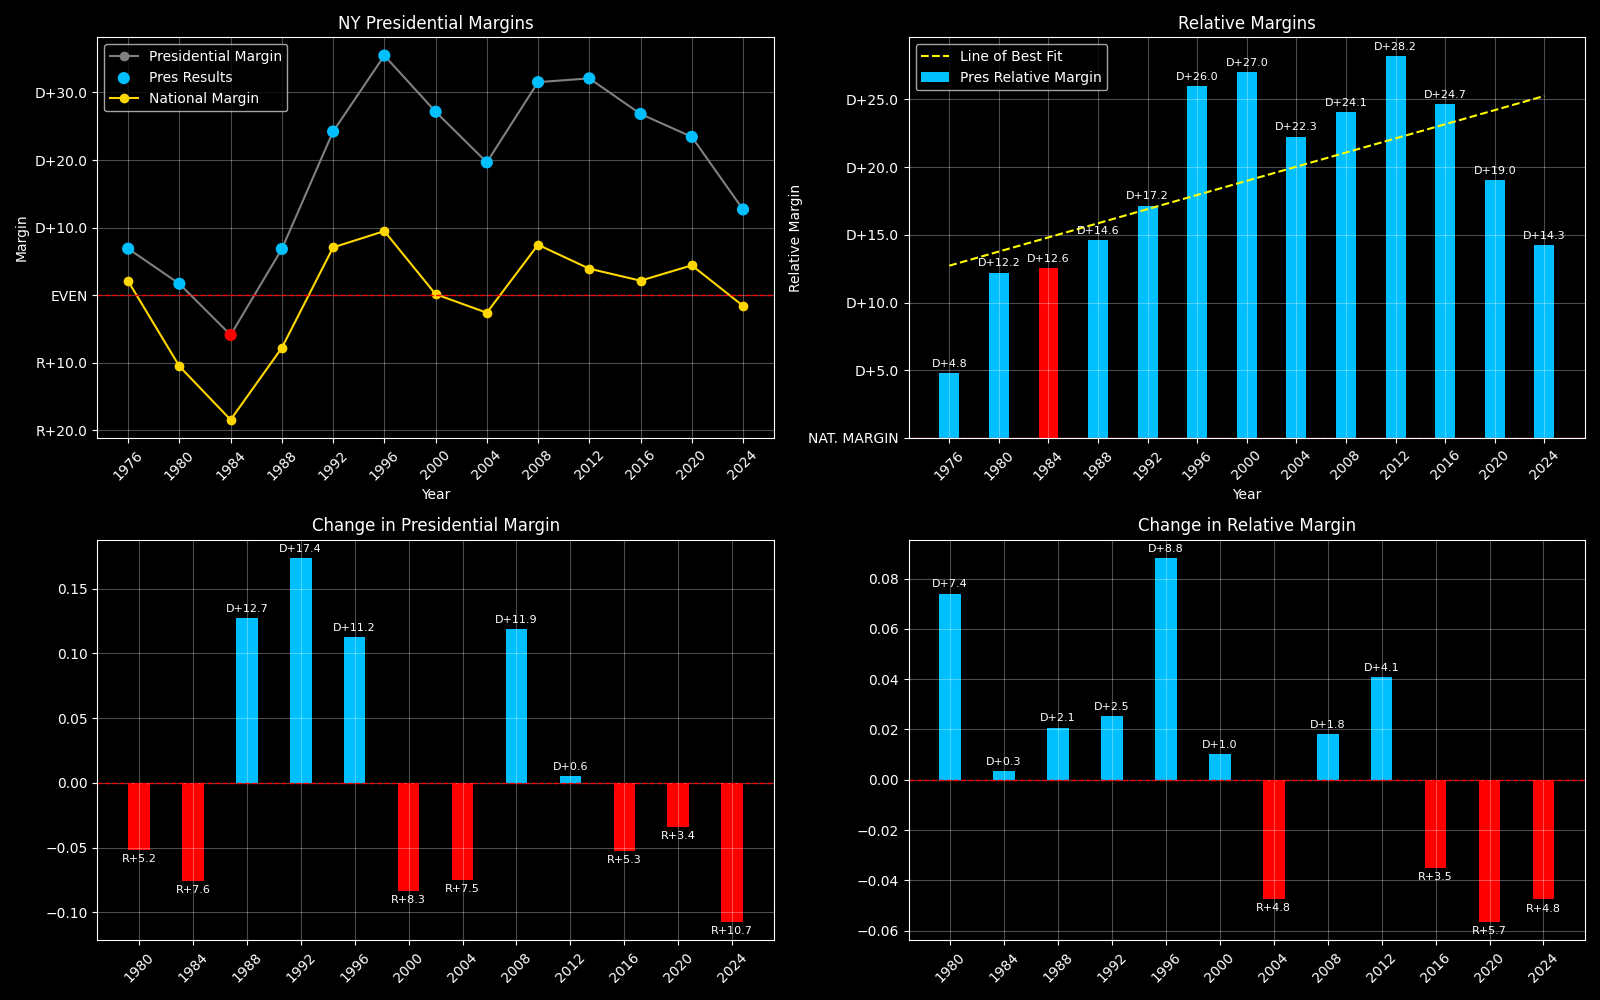 NY Presidential Margins
Presidential Margin
Pres Results
National Margin
D+30.0
D+20.0
D+10.0
EVEN
R+10.0
R+20.0
Margin
1976
1980
1984
1988
1992
1996
2000
2004
2008
2012
2016
2020
2024
Year
Relative Margins
Line of Best Fit
Pres Relative Margin
D+25.0
D+20.0
D+15.0
D+10.0
D+5.0
NAT. MARGIN
Relative Margin
D+4.8
D+12.2
D+12.6
D+14.6
D+17.2
D+26.0
D+27.0
D+22.3
D+24.1
D+28.2
D+24.7
D+19.0
D+14.3
1976
1980
1984
1988
1992
1996
2000
2004
2008
2012
2016
2020
2024
Year
Change in Presidential Margin
0.15
0.10
0.05
0.00
−0.05
−0.10
R+5.2
R+7.6
D+12.7
D+17.4
D+11.2
R+8.3
R+7.5
D+11.9
D+0.6
R+5.3
R+3.4
R+10.7
1980
1984
1988
1992
1996
2000
2004
2008
2012
2016
2020
2024
Change in Relative Margin
0.08
0.06
0.04
0.02
0.00
−0.02
−0.04
−0.06
D+7.4
D+0.3
D+2.1
D+2.5
D+8.8
D+1.0
R+4.8
D+1.8
D+4.1
R+3.5
R+5.7
R+4.8
1980
1984
1988
1992
1996
2000
2004
2008
2012
2016
2020
2024